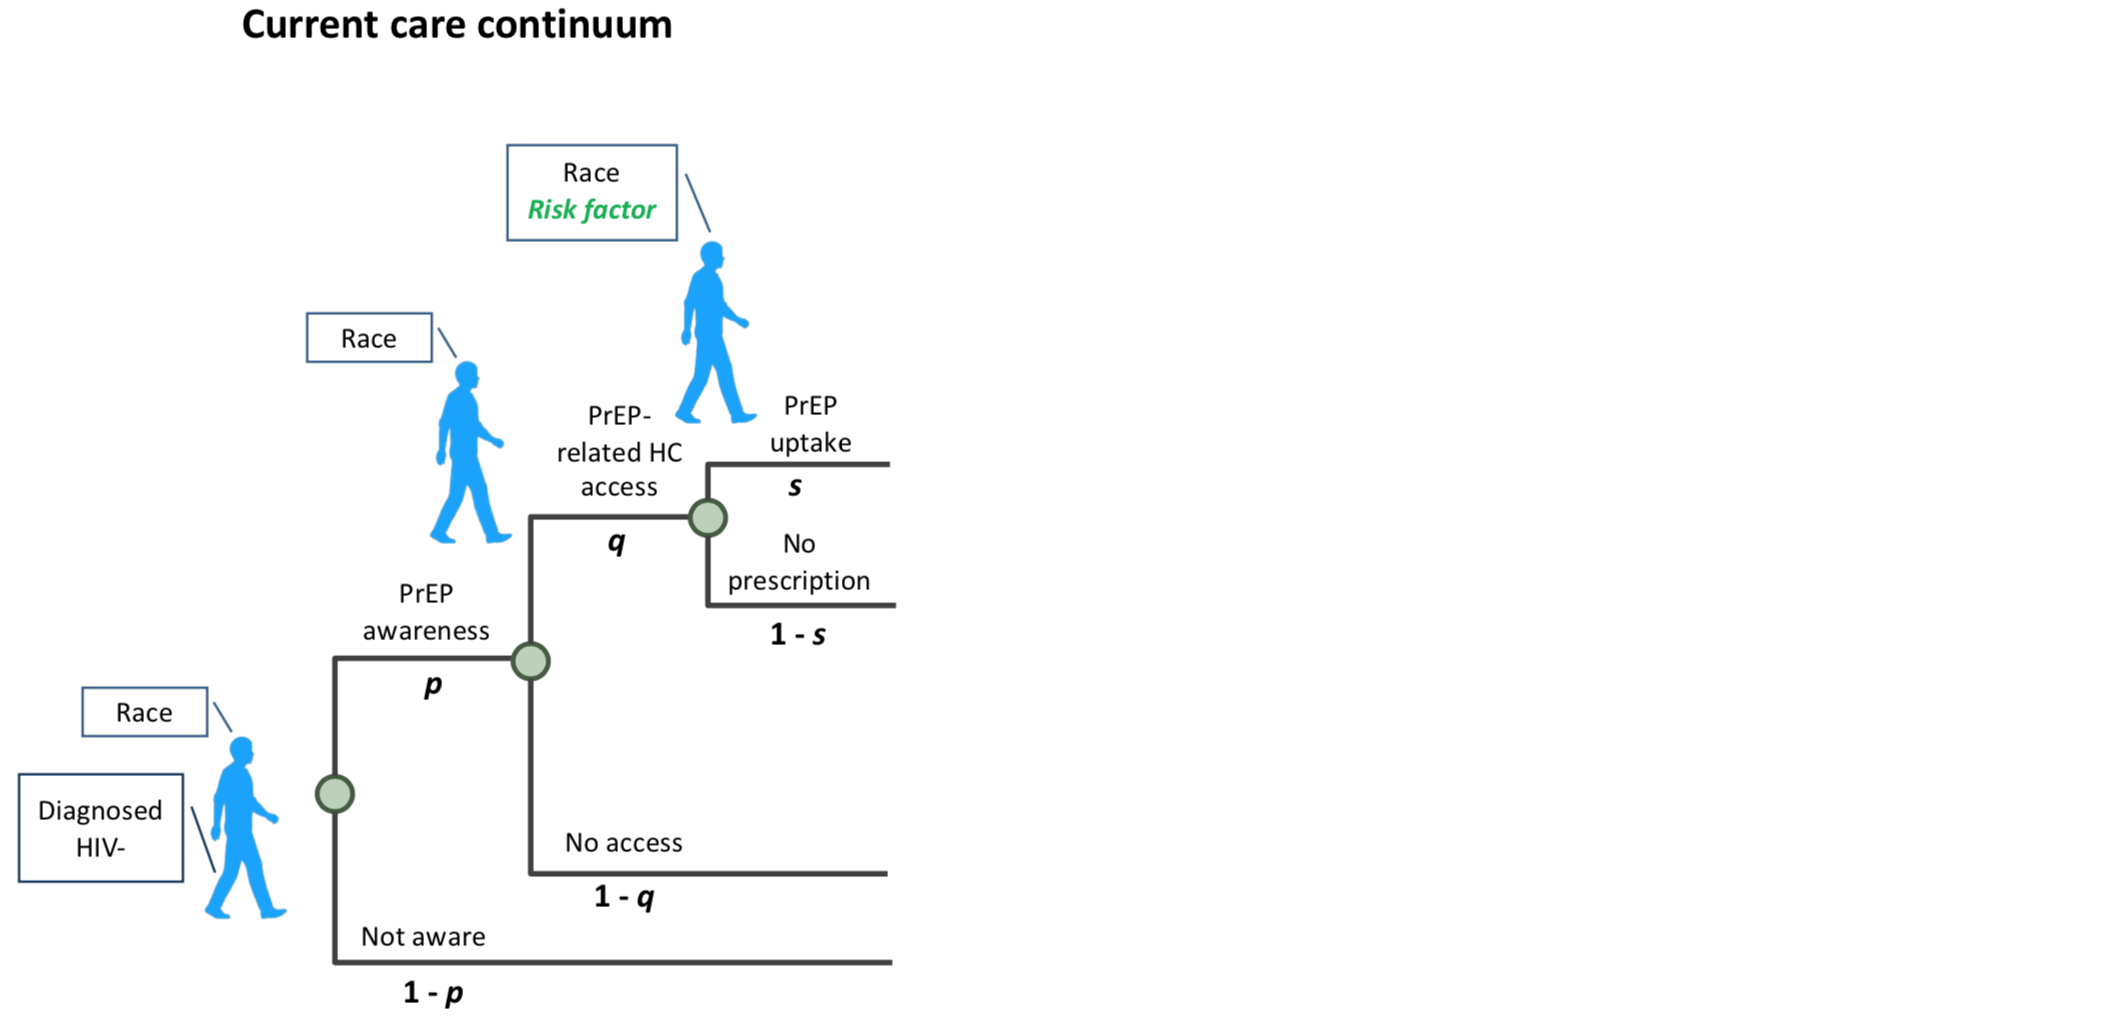 Current care continuum
Race
Risk factor
Race
PrEP-
related HC
access
q
PrEP
uptake
s
No
prescription
1 - s
PrEP
awareness
p
Race
Diagnosed
HIV-
No access
1 - q
Not aware
1 - p